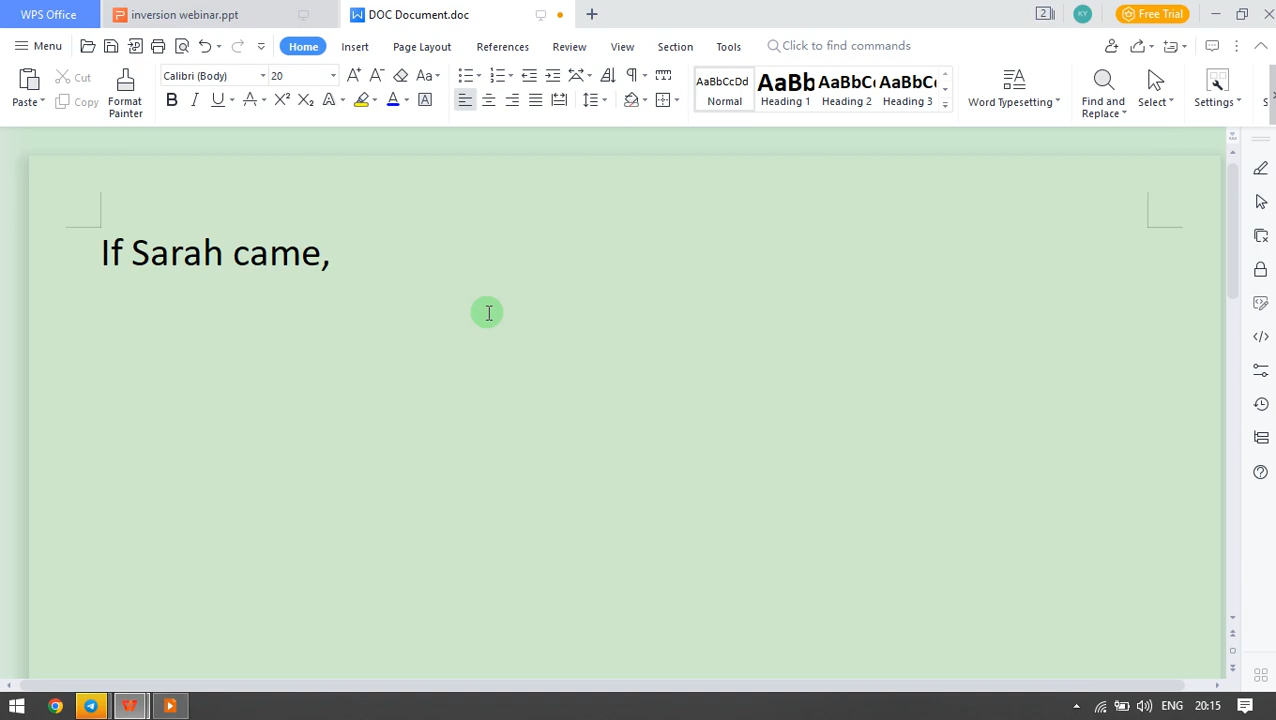 WPS Office inversion webinar.ppt DOC Document.doc + 2 KY Free Trial
Menu Home Insert Page Layout References Review View Section Tools Click to find commands
Paste Cut Copy Format Painter Calibri (Body) 20 AaBbCcDd Normal AaBb Heading 1 AaBbC Heading 2 AaBbC Heading 3 Word Typesetting Find and Replace Select Settings S
If Sarah came,
ENG 20:15